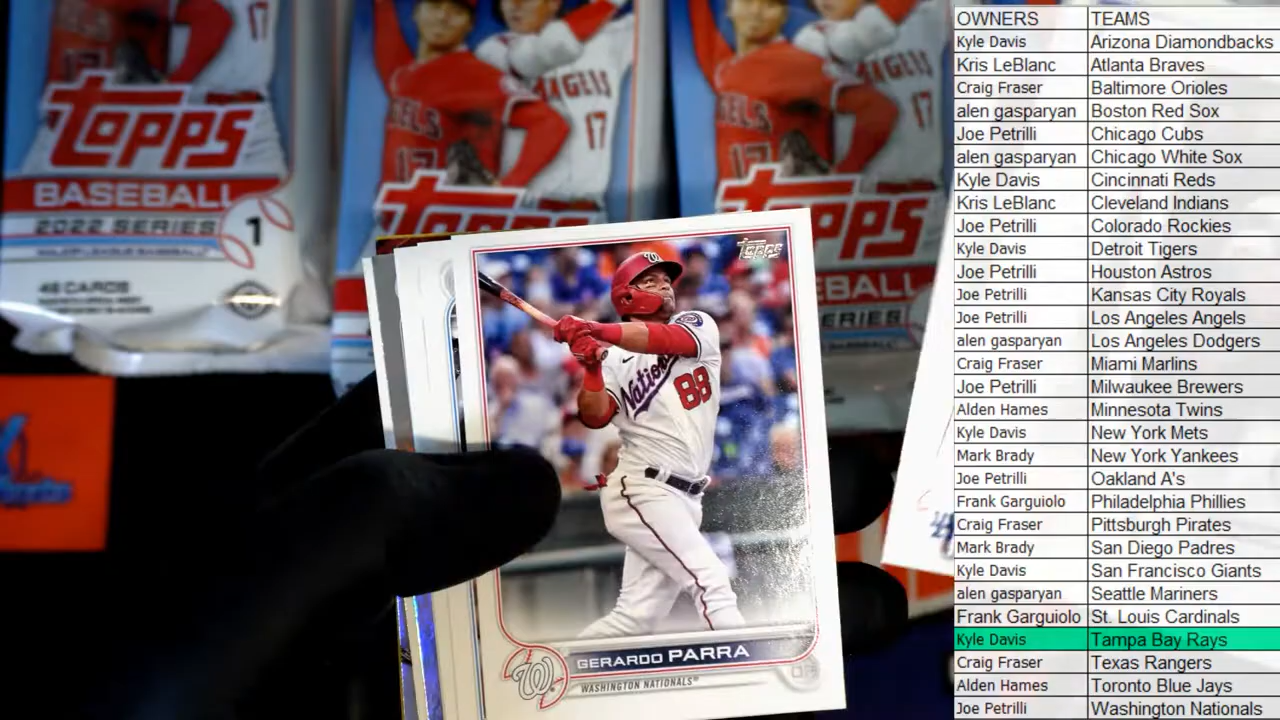 TOPPS
BASEBALL
2022 SERIES 1
ANGELS
17
TOPPS
TOPPS
BASEBALL
SERIES
TOPPS
Nationals
88
GERARDO PARRA
WASHINGTON NATIONALS
OWNERS TEAMS
Kyle Davis Arizona Diamondbacks
Kris LeBlanc Atlanta Braves
Craig Fraser Baltimore Orioles
alen gasparyan Boston Red Sox
Joe Petrilli Chicago Cubs
alen gasparyan Chicago White Sox
Kyle Davis Cincinnati Reds
Kris LeBlanc Cleveland Indians
Joe Petrilli Colorado Rockies
Kyle Davis Detroit Tigers
Joe Petrilli Houston Astros
Joe Petrilli Kansas City Royals
Joe Petrilli Los Angeles Angels
alen gasparyan Los Angeles Dodgers
Craig Fraser Miami Marlins
Joe Petrilli Milwaukee Brewers
Alden Hames Minnesota Twins
Kyle Davis New York Mets
Mark Brady New York Yankees
Joe Petrilli Oakland A's
Frank Garguiolo Philadelphia Phillies
Craig Fraser Pittsburgh Pirates
Mark Brady San Diego Padres
Kyle Davis San Francisco Giants
alen gasparyan Seattle Mariners
Frank Garguiolo St. Louis Cardinals
Kyle Davis Tampa Bay Rays
Craig Fraser Texas Rangers
Alden Hames Toronto Blue Jays
Joe Petrilli Washington Nationals